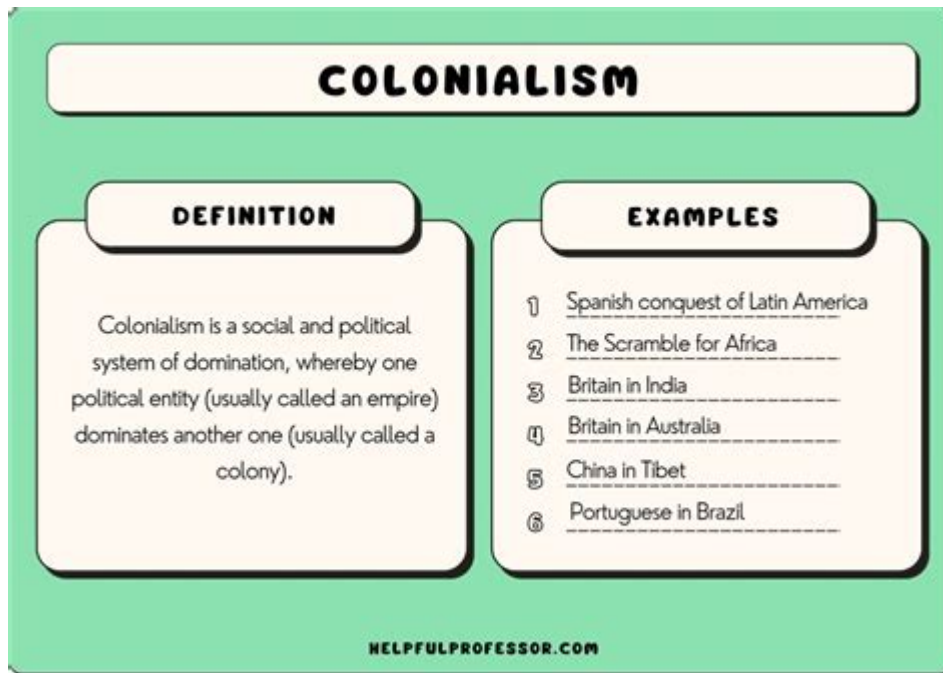 COLONIALISM
DEFINITION
Colonialism is a social and political
system of domination, whereby one
political entity (usually called an empire)
dominates another one (usually called a
colony).
EXAMPLES
1 Spanish conquest of Latin America
2 The Scramble for Africa
3 Britain in India
4 Britain in Australia
5 China in Tibet
6 Portuguese in Brazil
HELPFULPROFESSOR.COM